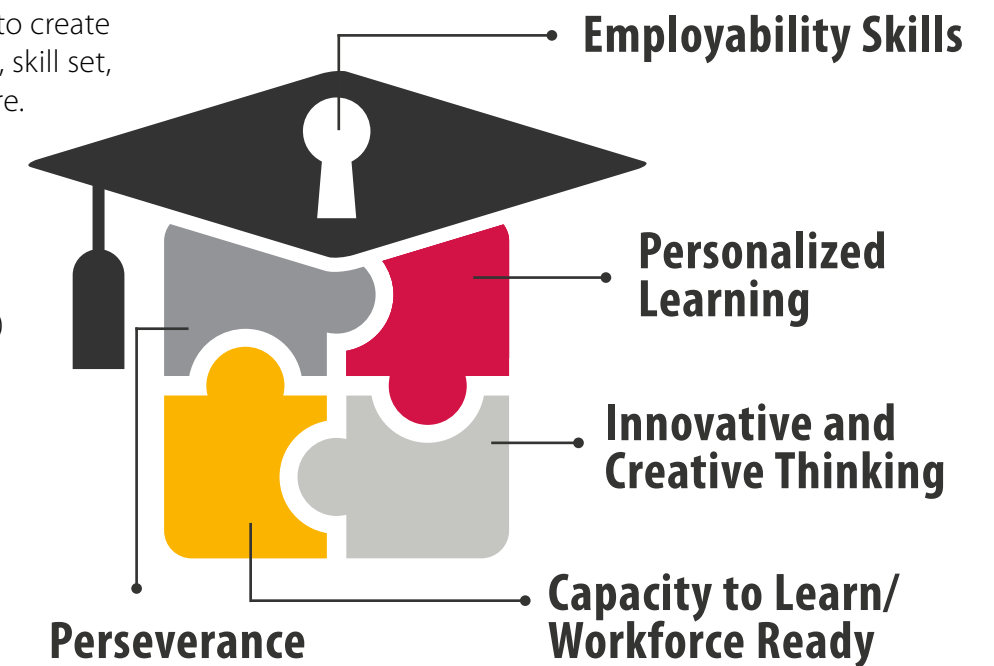 to create
, skill set,
re.
)
Employability Skills
Personalized
Learning
Innovative and
Creative Thinking
Capacity to Learn/
Workforce Ready
Perseverance